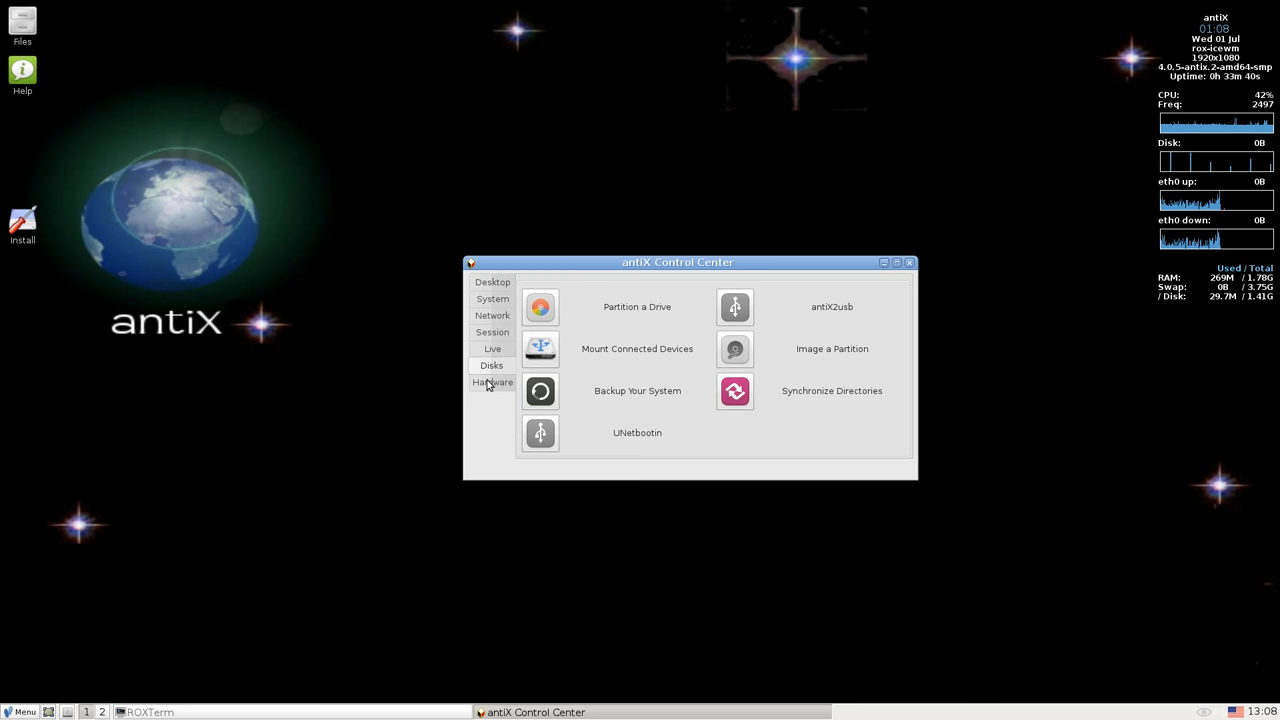 Files
Help
Install
antiX
antiX
01:08
Wed 01 Jul
rox-icewm
1920x1080
4.0.5-antix.2-amd64-smp
Uptime: 0h 33m 40s
CPU: 42%
Freq: 2497
Disk: 0B
eth0 up: 0B
eth0 down: 0B
Used / Total
RAM: 269M / 1.78G
Swap: 0B / 3.75G
/ Disk: 29.7M / 1.41G
antiX Control Center
Desktop
System
Network
Session
Live
Disks
Hardware
Partition a Drive
antiX2usb
Mount Connected Devices
Image a Partition
Backup Your System
Synchronize Directories
UNetbootin
Menu
1
2
ROXTerm
antiX Control Center
13:08